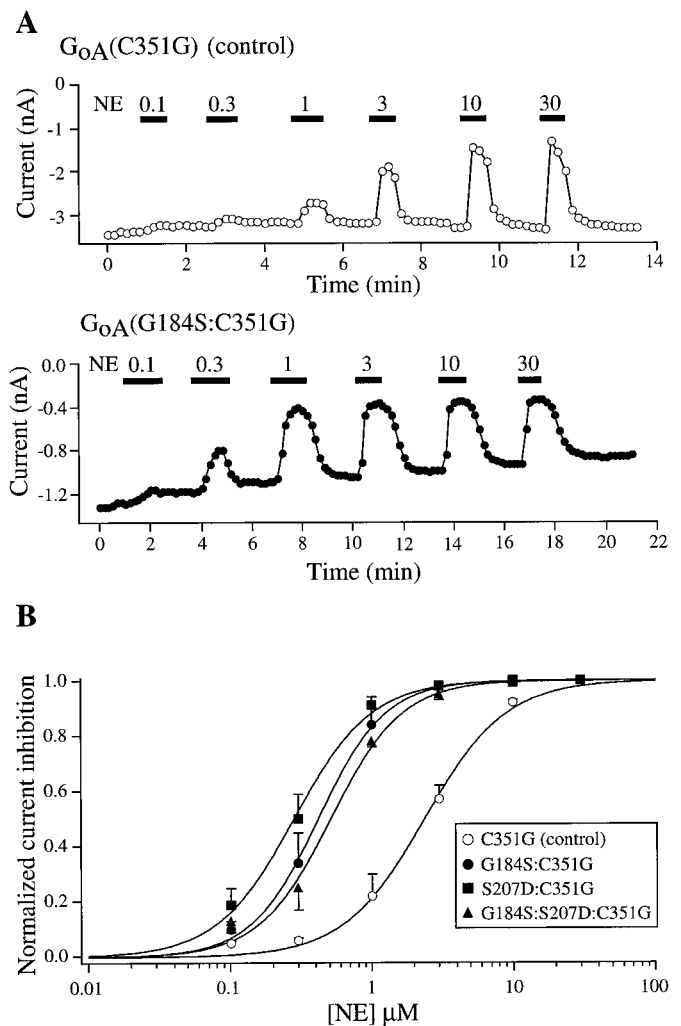 A
GoA(C351G) (control)
0
-1
-2
-3
Current (nA)
NE 0.1 0.3 1 3 10 30
0 2 4 6 8 10 12 14
Time (min)
GoA(G184S:C351G)
0.0
-0.4
-0.8
-1.2
Current (nA)
NE 0.1 0.3 1 3 10 30
0 2 4 6 8 10 12 14 16 18 20 22
Time (min)
B
1.0
0.8
0.6
0.4
0.2
0.0
Normalized current inhibition
C351G (control)
G184S:C351G
S207D:C351G
G184S:S207D:C351G
0.01 0.1 1 10 100
[NE] μM